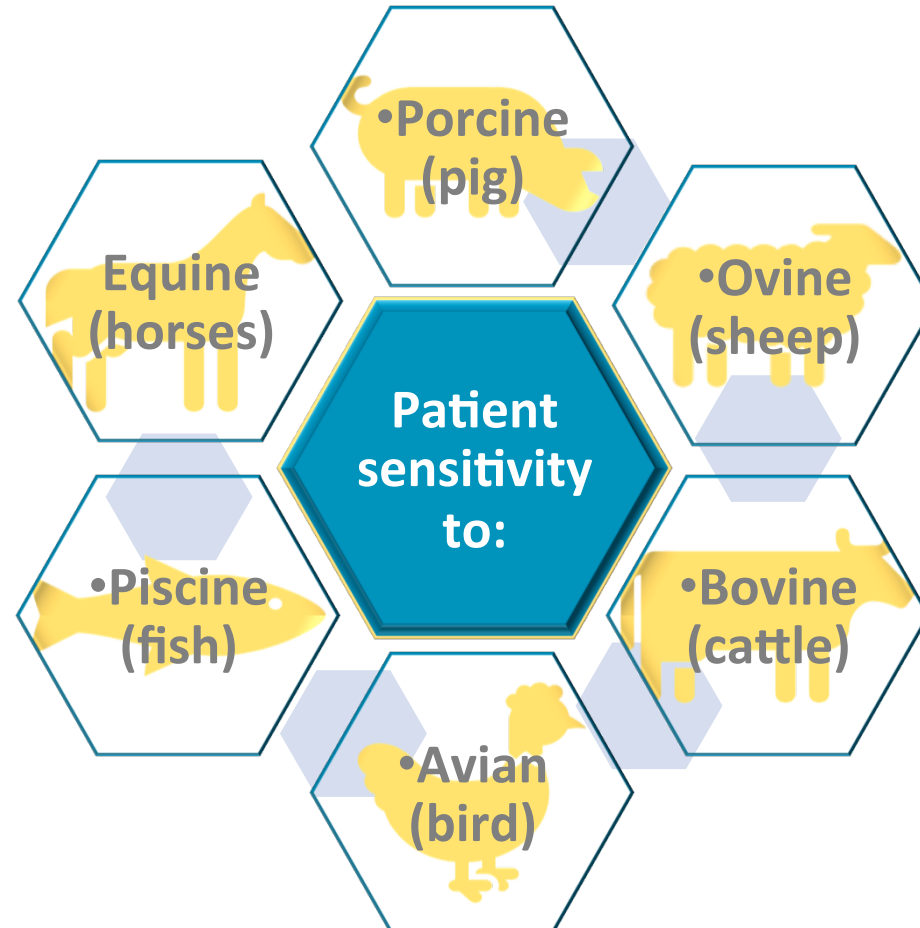 •Porcine
(pig)
Equine
(horses)
•Ovine
(sheep)
Patient
sensitivity
to:
•Piscine
(fish)
•Bovine
(cattle)
•Avian
(bird)